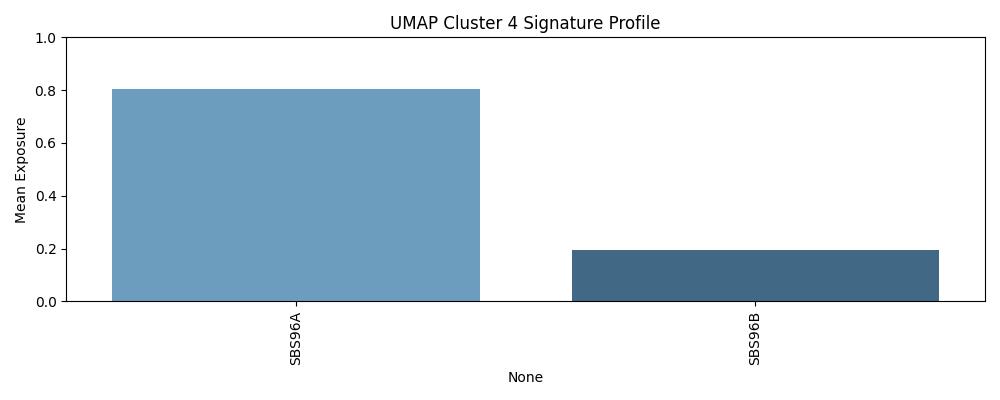 UMAP Cluster 4 Signature Profile
Mean Exposure
1.0
0.8
0.6
0.4
0.2
0.0
SBS96A
SBS96B
None